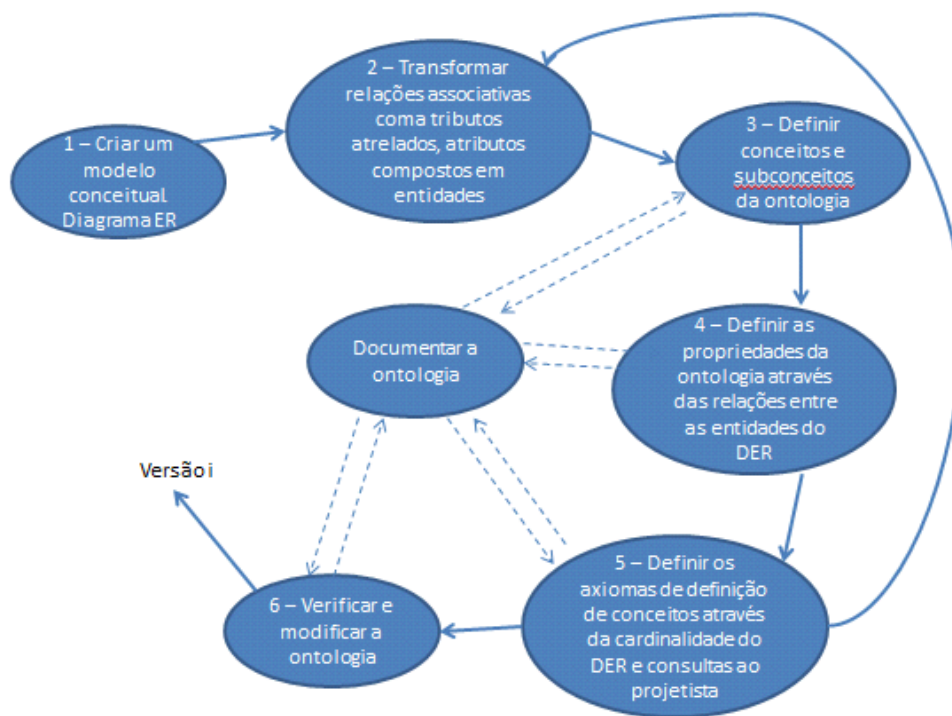 2 – Transformar
relações associativas
coma tributos
atrelados, atributos
compostos em
entidades
1 – Criar um
modelo
conceitual.
Diagrama ER
3 – Definir
conceitos e
subconceitos
da ontologia
Documentar a
ontologia
4 – Definir as
propriedades da
ontologia através
das relações entre
as entidades do
DER
Versão i
5 – Definir os
axiomas de definição
de conceitos através
da cardinalidade do
DER e consultas ao
projetista
6 – Verificar e
modificar a
ontologia